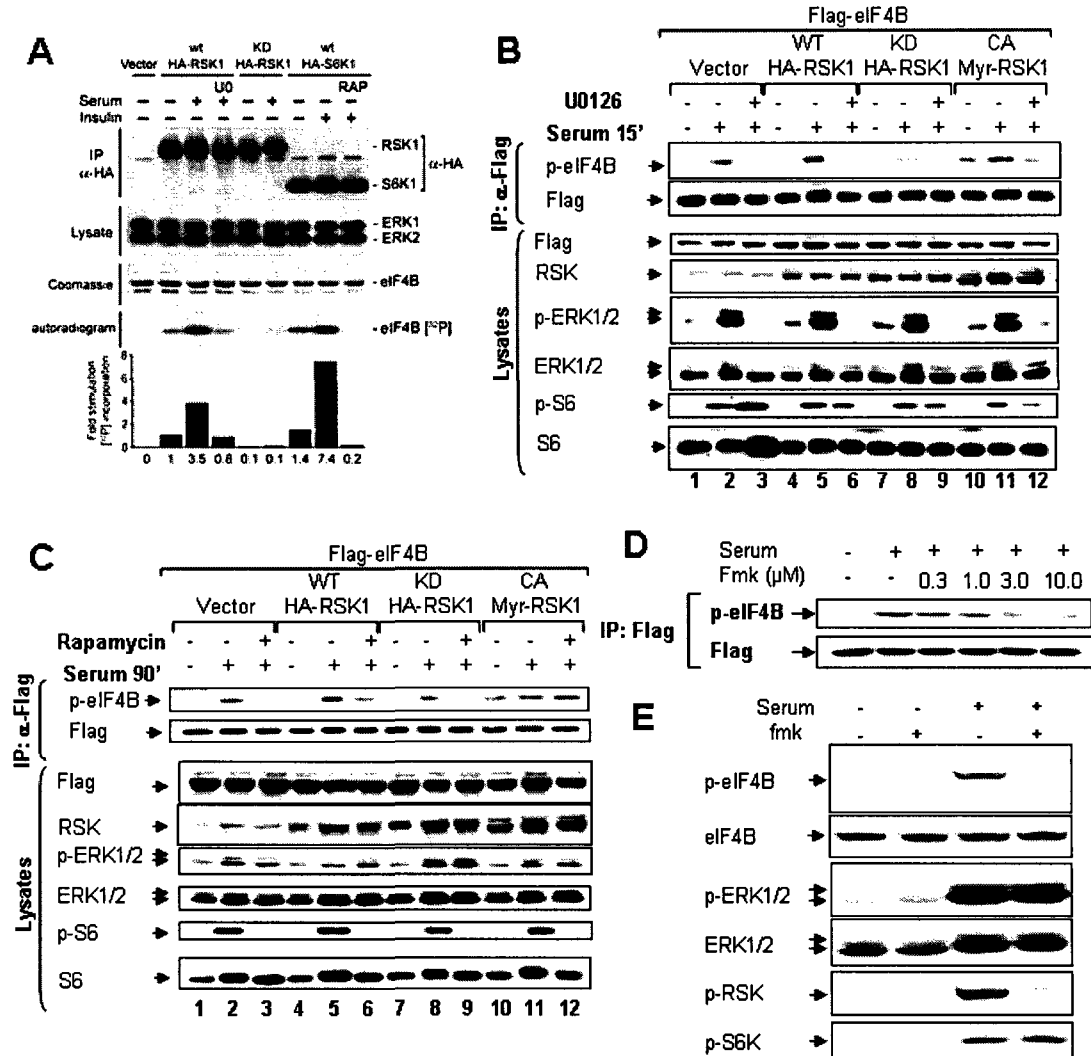 A
wt KD wt
Vector HA-RSK1 HA-RSK1 HA-S6K1
U0 RAP
Serum - - + + - + - - -
Insulin - - - - - - - + +
IP
α-HA
- RSK1
- S6K1
α-HA
Lysate
- ERK1
- ERK2
Coomassie
- eIF4B
autoradiogram
- eIF4B [³²P]
Fold stimulation
[³²P]-incorporation
8
6
4
2
0
0 1 3.5 0.8 0.1 0.1 1.4 7.4 0.2
B
Flag-eIF4B
WT KD CA
Vector HA-RSK1 HA-RSK1 Myr-RSK1
U0126 - - + - - + - - + - - +
Serum 15' - + + - + + - + + - + +
IP: α-Flag
p-eIF4B
Flag
Lysates
Flag
RSK
p-ERK1/2
ERK1/2
p-S6
S6
1 2 3 4 5 6 7 8 9 10 11 12
C
Flag-eIF4B
WT KD CA
Vector HA-RSK1 HA-RSK1 Myr-RSK1
Rapamycin - - + - - + - - + - - +
Serum 90' - + + - + + - + + - + +
IP: α-Flag
p-eIF4B
Flag
Lysates
Flag
RSK
p-ERK1/2
ERK1/2
p-S6
S6
1 2 3 4 5 6 7 8 9 10 11 12
D
Serum - + + + + +
Fmk (μM) - - 0.3 1.0 3.0 10.0
IP: Flag
p-eIF4B
Flag
E
Serum - - + +
fmk - + - +
p-eIF4B
eIF4B
p-ERK1/2
ERK1/2
p-RSK
p-S6K